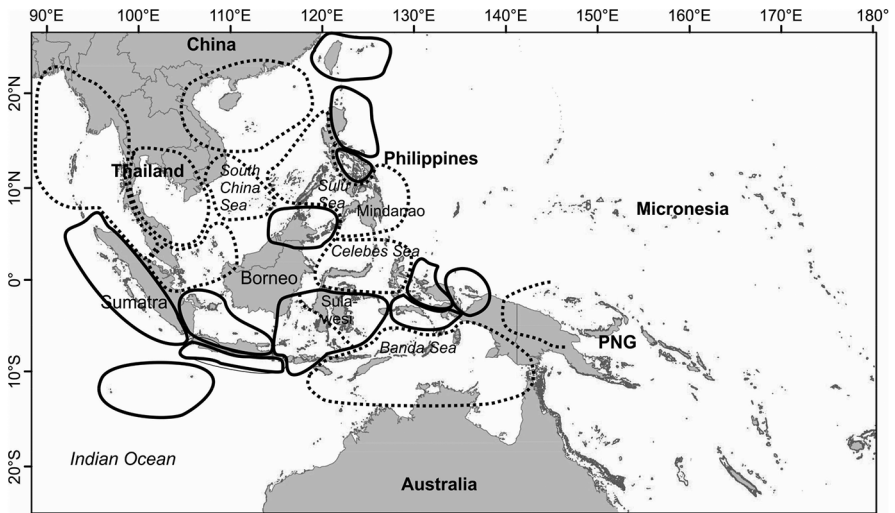 90°E 100°E 120°E 130°E 140°E 150°E 160°E 170°E 180°
China
20°N
Thailand
South
China
Sea
Philippines
10°N
Sulu
Sea
Mindanao
Micronesia
Celebes Sea
0°
Borneo
Sumatra
Sula-
wesi
PNG
Banda Sea
10°S
Indian Ocean
20°S
Australia